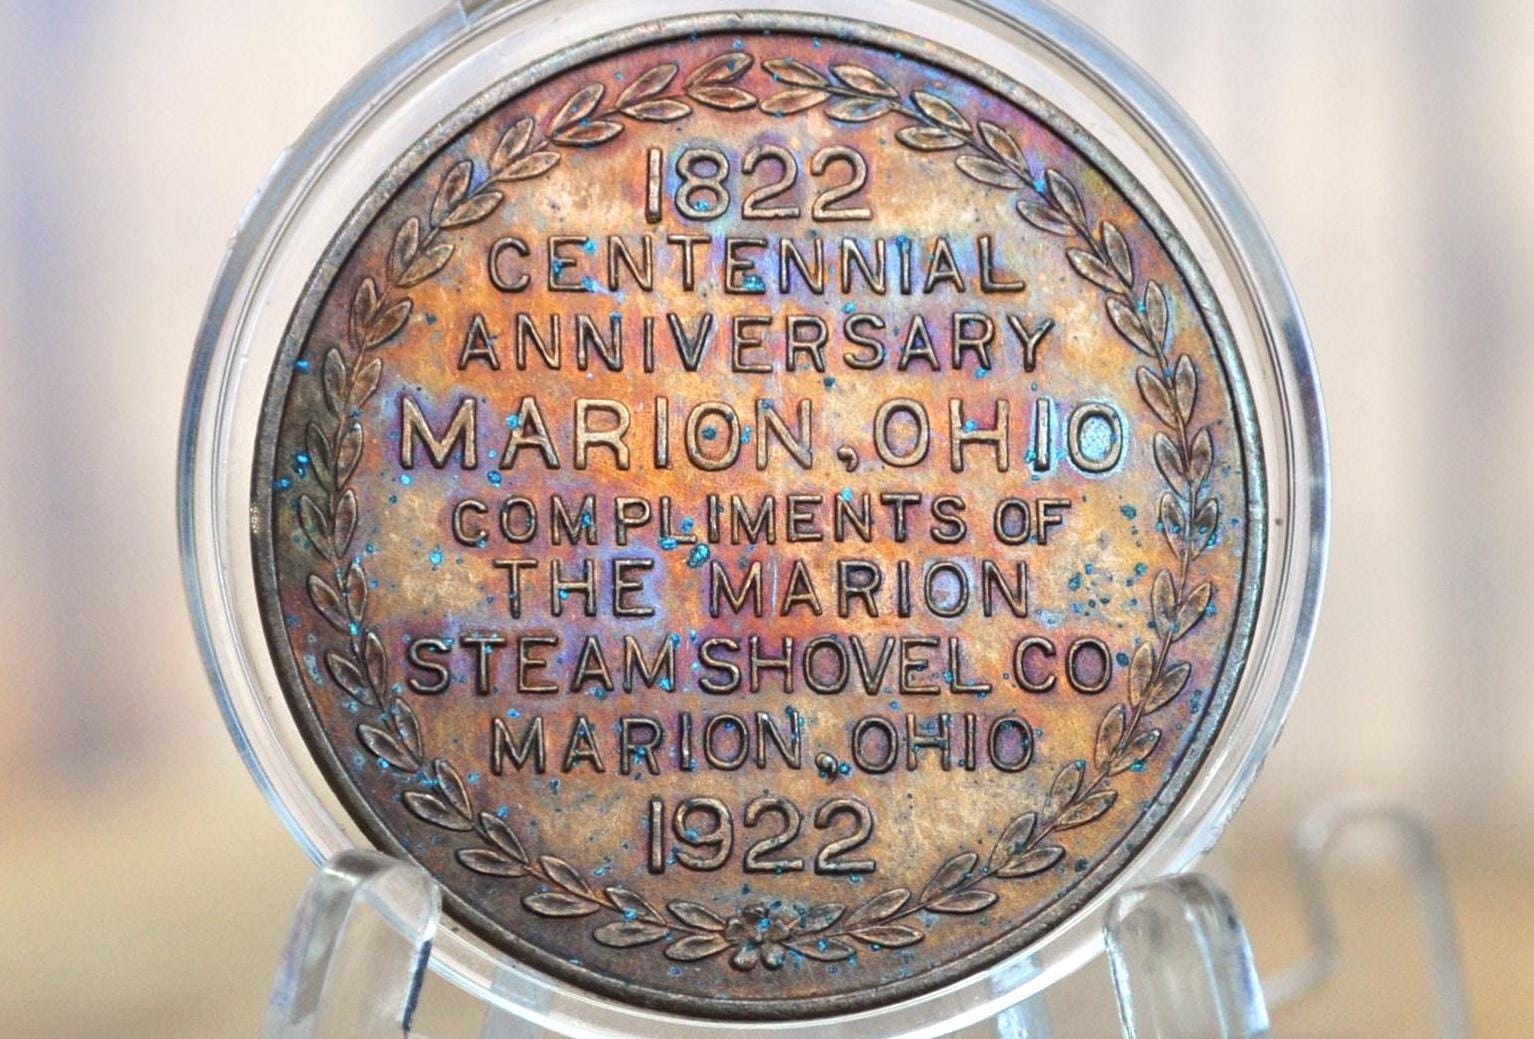 1822
CENTENNIAL
ANNIVERSARY
MARION, OHIO
COMPLIMENTS OF
THE MARION
STEAM SHOVEL CO
MARION, OHIO
1922